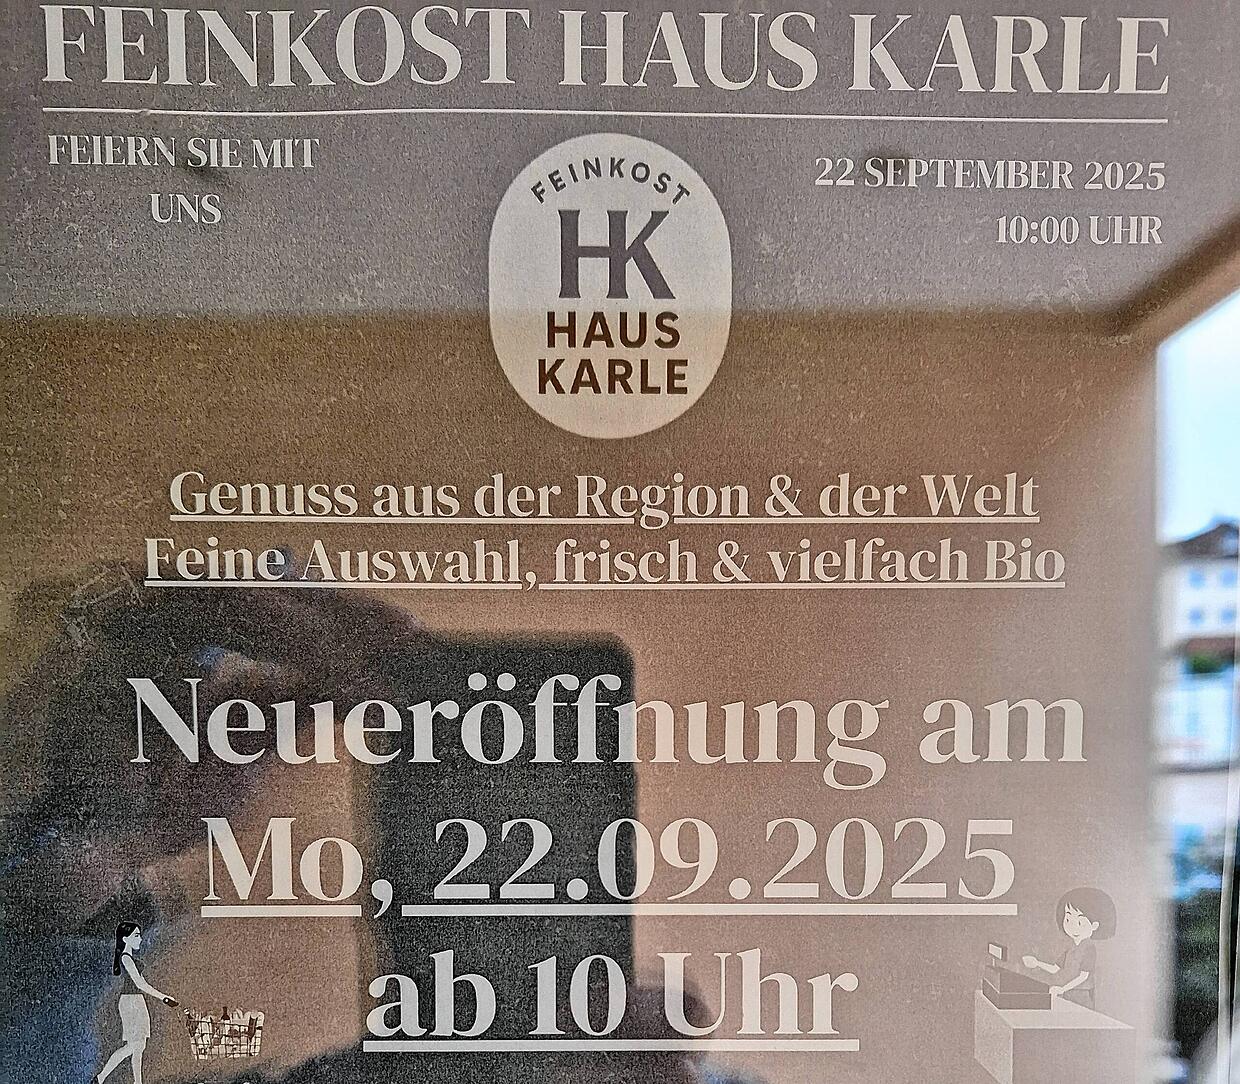 FEINKOST HAUS KARLE
FEIERN SIE MIT
UNS
22 SEPTEMBER 2025
10:00 UHR
FEINKOST
HK
HAUS
KARLE
Genuss aus der Region & der Welt
Feine Auswahl, frisch & vielfach Bio
Neueröffnung am
Mo, 22.09.2025
ab 10 Uhr